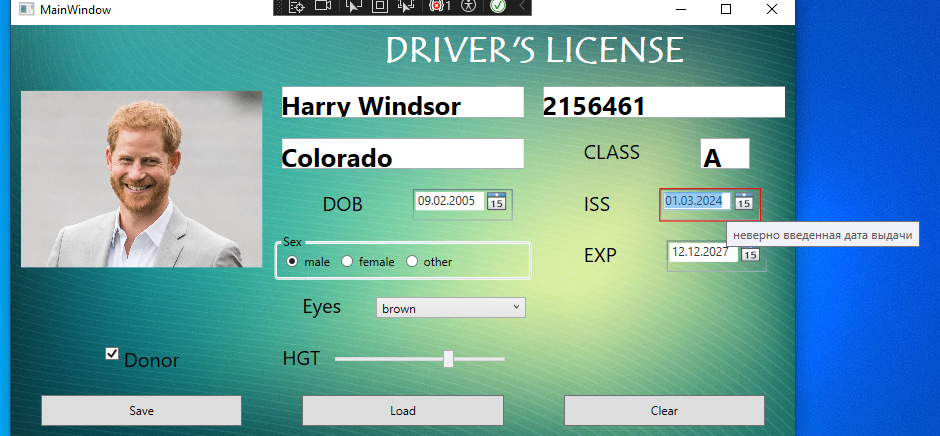 MainWindow
1
DRIVER'S LICENSE
Harry Windsor
2156461
Colorado
CLASS
A
DOB
09.02.2005
15
ISS
01.03.2024
15
неверно введенная дата выдачи
Sex
male
female
other
EXP
12.12.2027
15
Eyes
brown
Donor
HGT
Save
Load
Clear